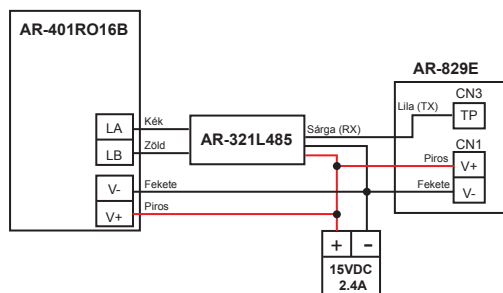 AR-401RO16B
LA
LB
V-
V+
Kék
Zöld
Fekete
Piros
AR-321L485
Sárga (RX)
Lila (TX)
Piros
Fekete
AR-829E
CN3
TP
CN1
V+
V-
+ -
15VDC
2.4A